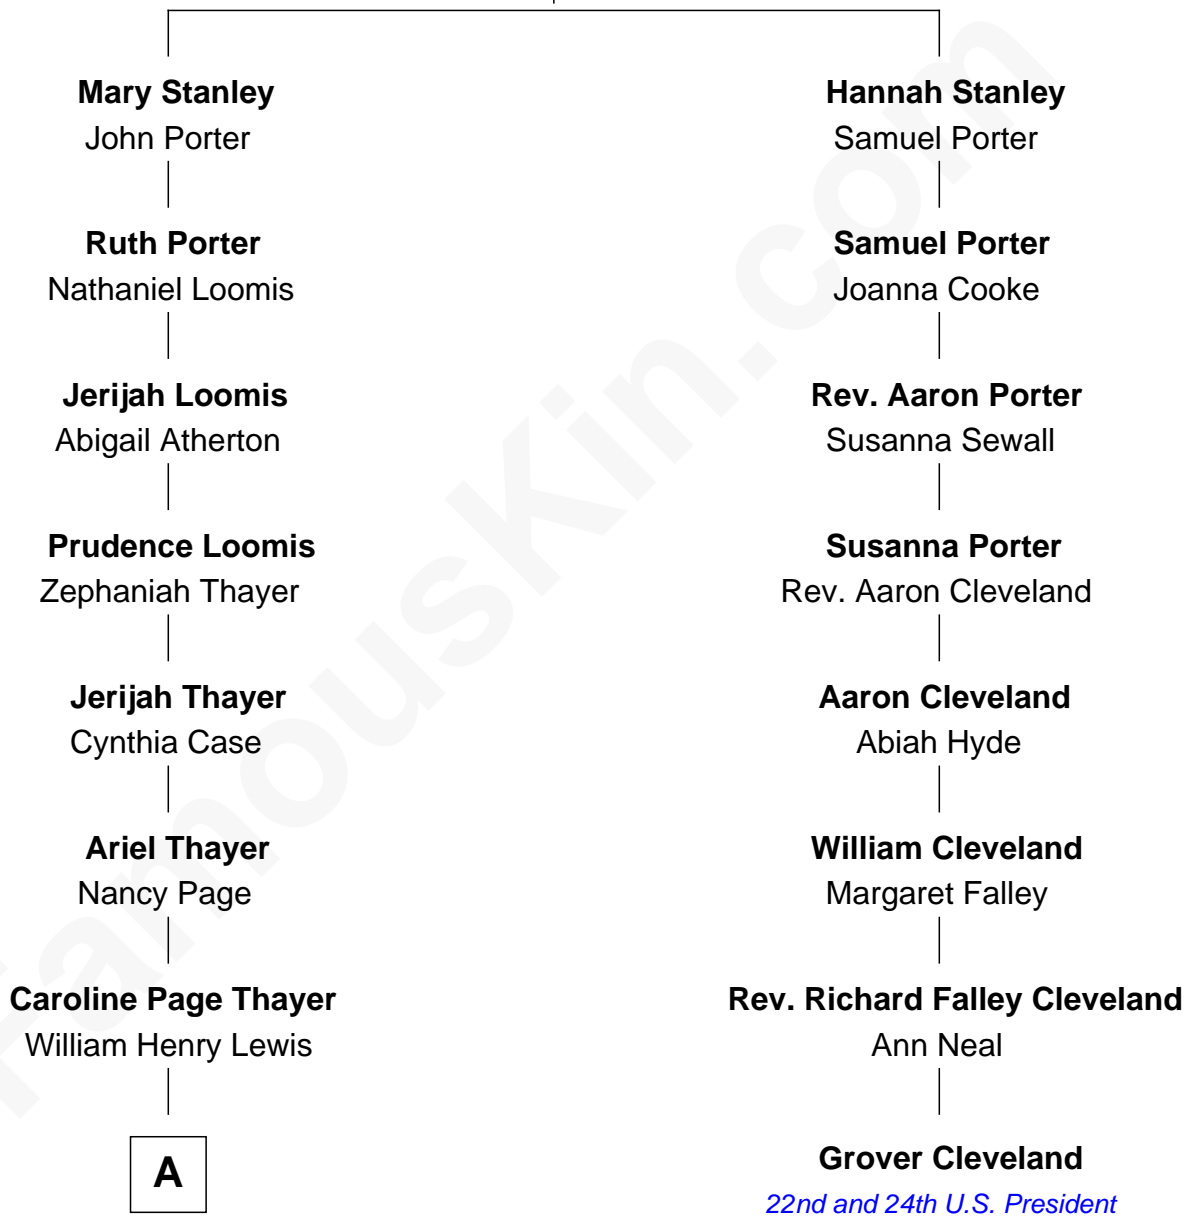 Mary Stanley
John Porter
Hannah Stanley
Samuel Porter
Ruth Porter
Nathaniel Loomis
Samuel Porter
Joanna Cooke
Jerijah Loomis
Abigail Atherton
Rev. Aaron Porter
Susanna Sewall
Prudence Loomis
Zephaniah Thayer
Susanna Porter
Rev. Aaron Cleveland
Jerijah Thayer
Cynthia Case
Aaron Cleveland
Abiah Hyde
Ariel Thayer
Nancy Page
William Cleveland
Margaret Falley
Caroline Page Thayer
William Henry Lewis
Rev. Richard Falley Cleveland
Ann Neal
A
Grover Cleveland
22nd and 24th U.S. President
FamousKin.com